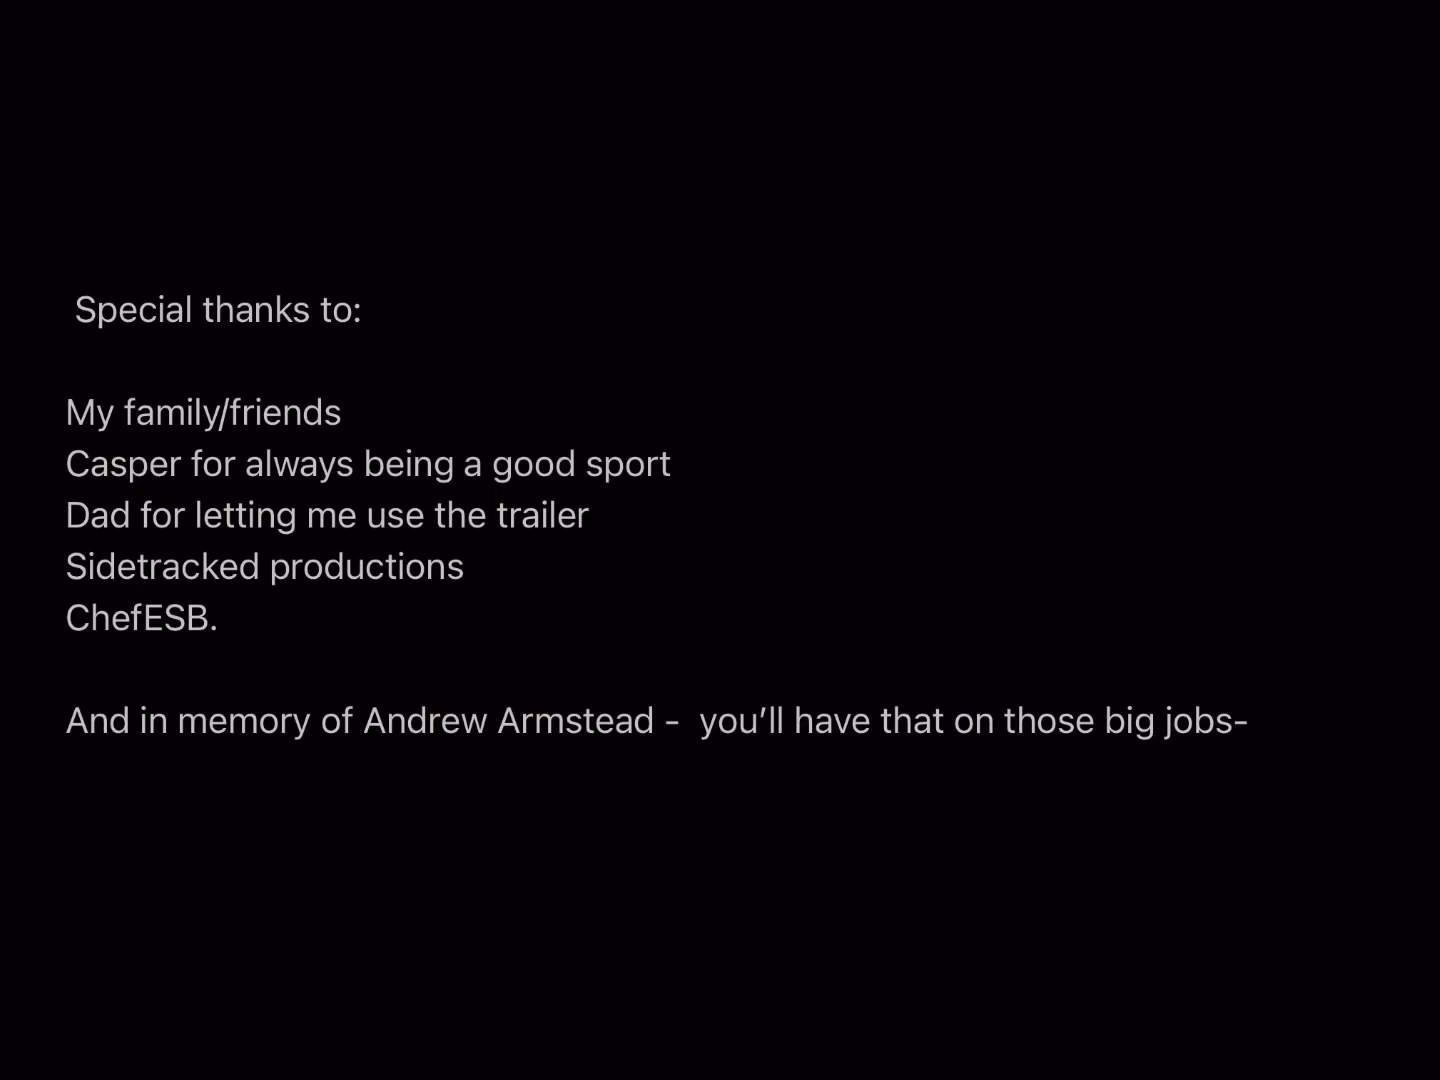 Special thanks to:
My family/friends
Casper for always being a good sport
Dad for letting me use the trailer
Sidetracked productions
ChefESB.
And in memory of Andrew Armstead -  you’ll have that on those big jobs-